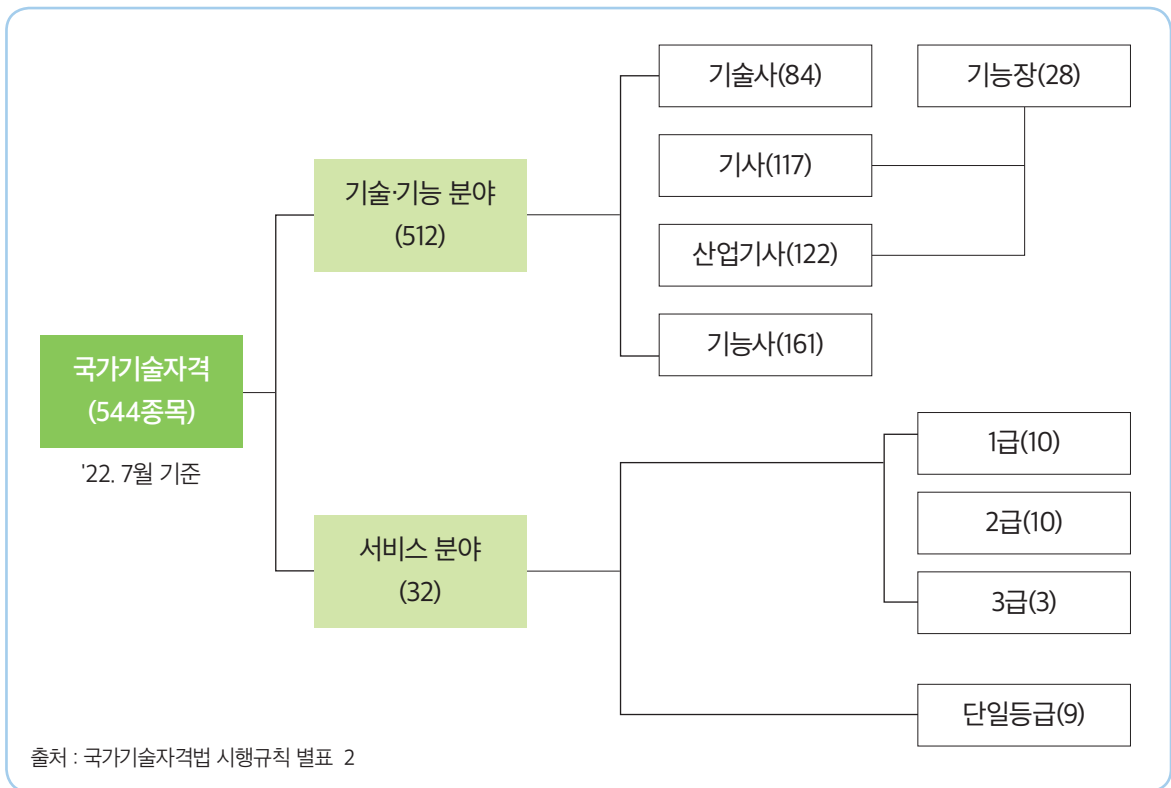 기술사(84)
기능장(28)
기사(117)
기술·기능 분야
(512)
산업기사(122)
기능사(161)
국가기술자격
(544종목)
'22. 7월 기준
1급(10)
2급(10)
서비스 분야
(32)
3급(3)
단일등급(9)
출처 : 국가기술자격법 시행규칙 별표 2